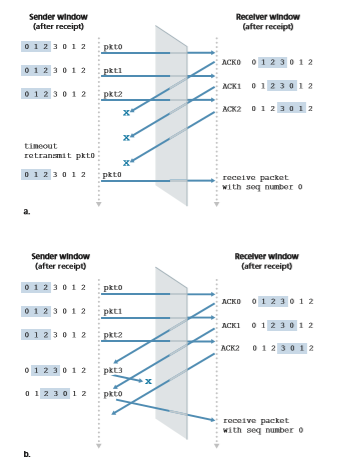 Sender window
(after receipt)
Receiver window
(after receipt)
0 1 2 3 0 1 2
pkt0
ACK0
0 1 2 3 0 1 2
0 1 2 3 0 1 2
pkt1
ACK1
0 1 2 3 0 1 2
0 1 2 3 0 1 2
pkt2
ACK2
0 1 2 3 0 1 2
x
x
timeout
retransmit pkt0
x
0 1 2 3 0 1 2
pkt0
receive packet
with seq number 0
a.
Sender window
(after receipt)
Receiver window
(after receipt)
0 1 2 3 0 1 2
pkt0
ACK0
0 1 2 3 0 1 2
0 1 2 3 0 1 2
pkt1
ACK1
0 1 2 3 0 1 2
0 1 2 3 0 1 2
pkt2
ACK2
0 1 2 3 0 1 2
0 1 2 3 0 1 2
pkt3
x
0 1 2 3 0 1 2
pkt0
receive packet
with seq number 0
b.